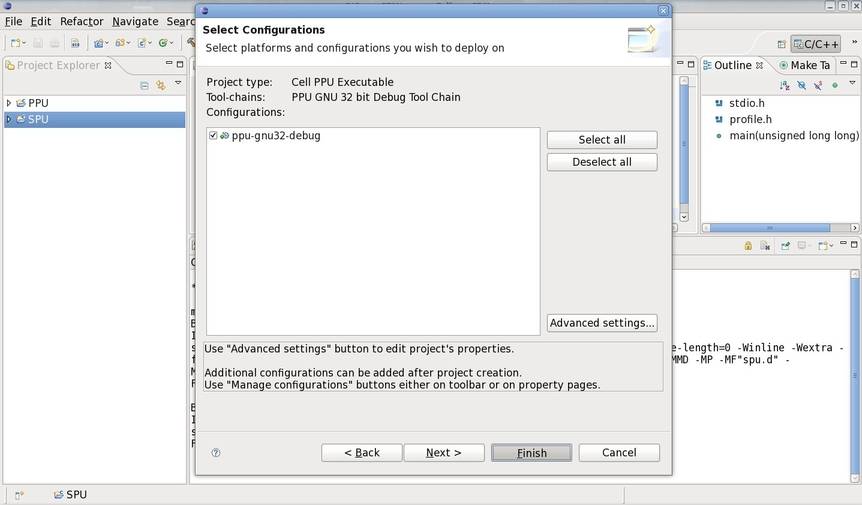 File Edit Refactor Navigate Sear
C/C++
Project Explorer
PPU
SPU
Select Configurations
Select platforms and configurations you wish to deploy on
Project type: Cell PPU Executable
Tool-chains: PPU GNU 32 bit Debug Tool Chain
Configurations:
ppu-gnu32-debug
Select all
Deselect all
Advanced settings...
Use "Advanced settings" button to edit project's properties.
Additional configurations can be added after project creation.
Use "Manage configurations" buttons either on toolbar or on property pages.
< Back
Next >
Finish
Cancel
Outline
Make Ta
stdio.h
profile.h
main(unsigned long long)
e-length=0 -Winline -Wextra -
MMD -MP -MF"spu.d" -
SPU